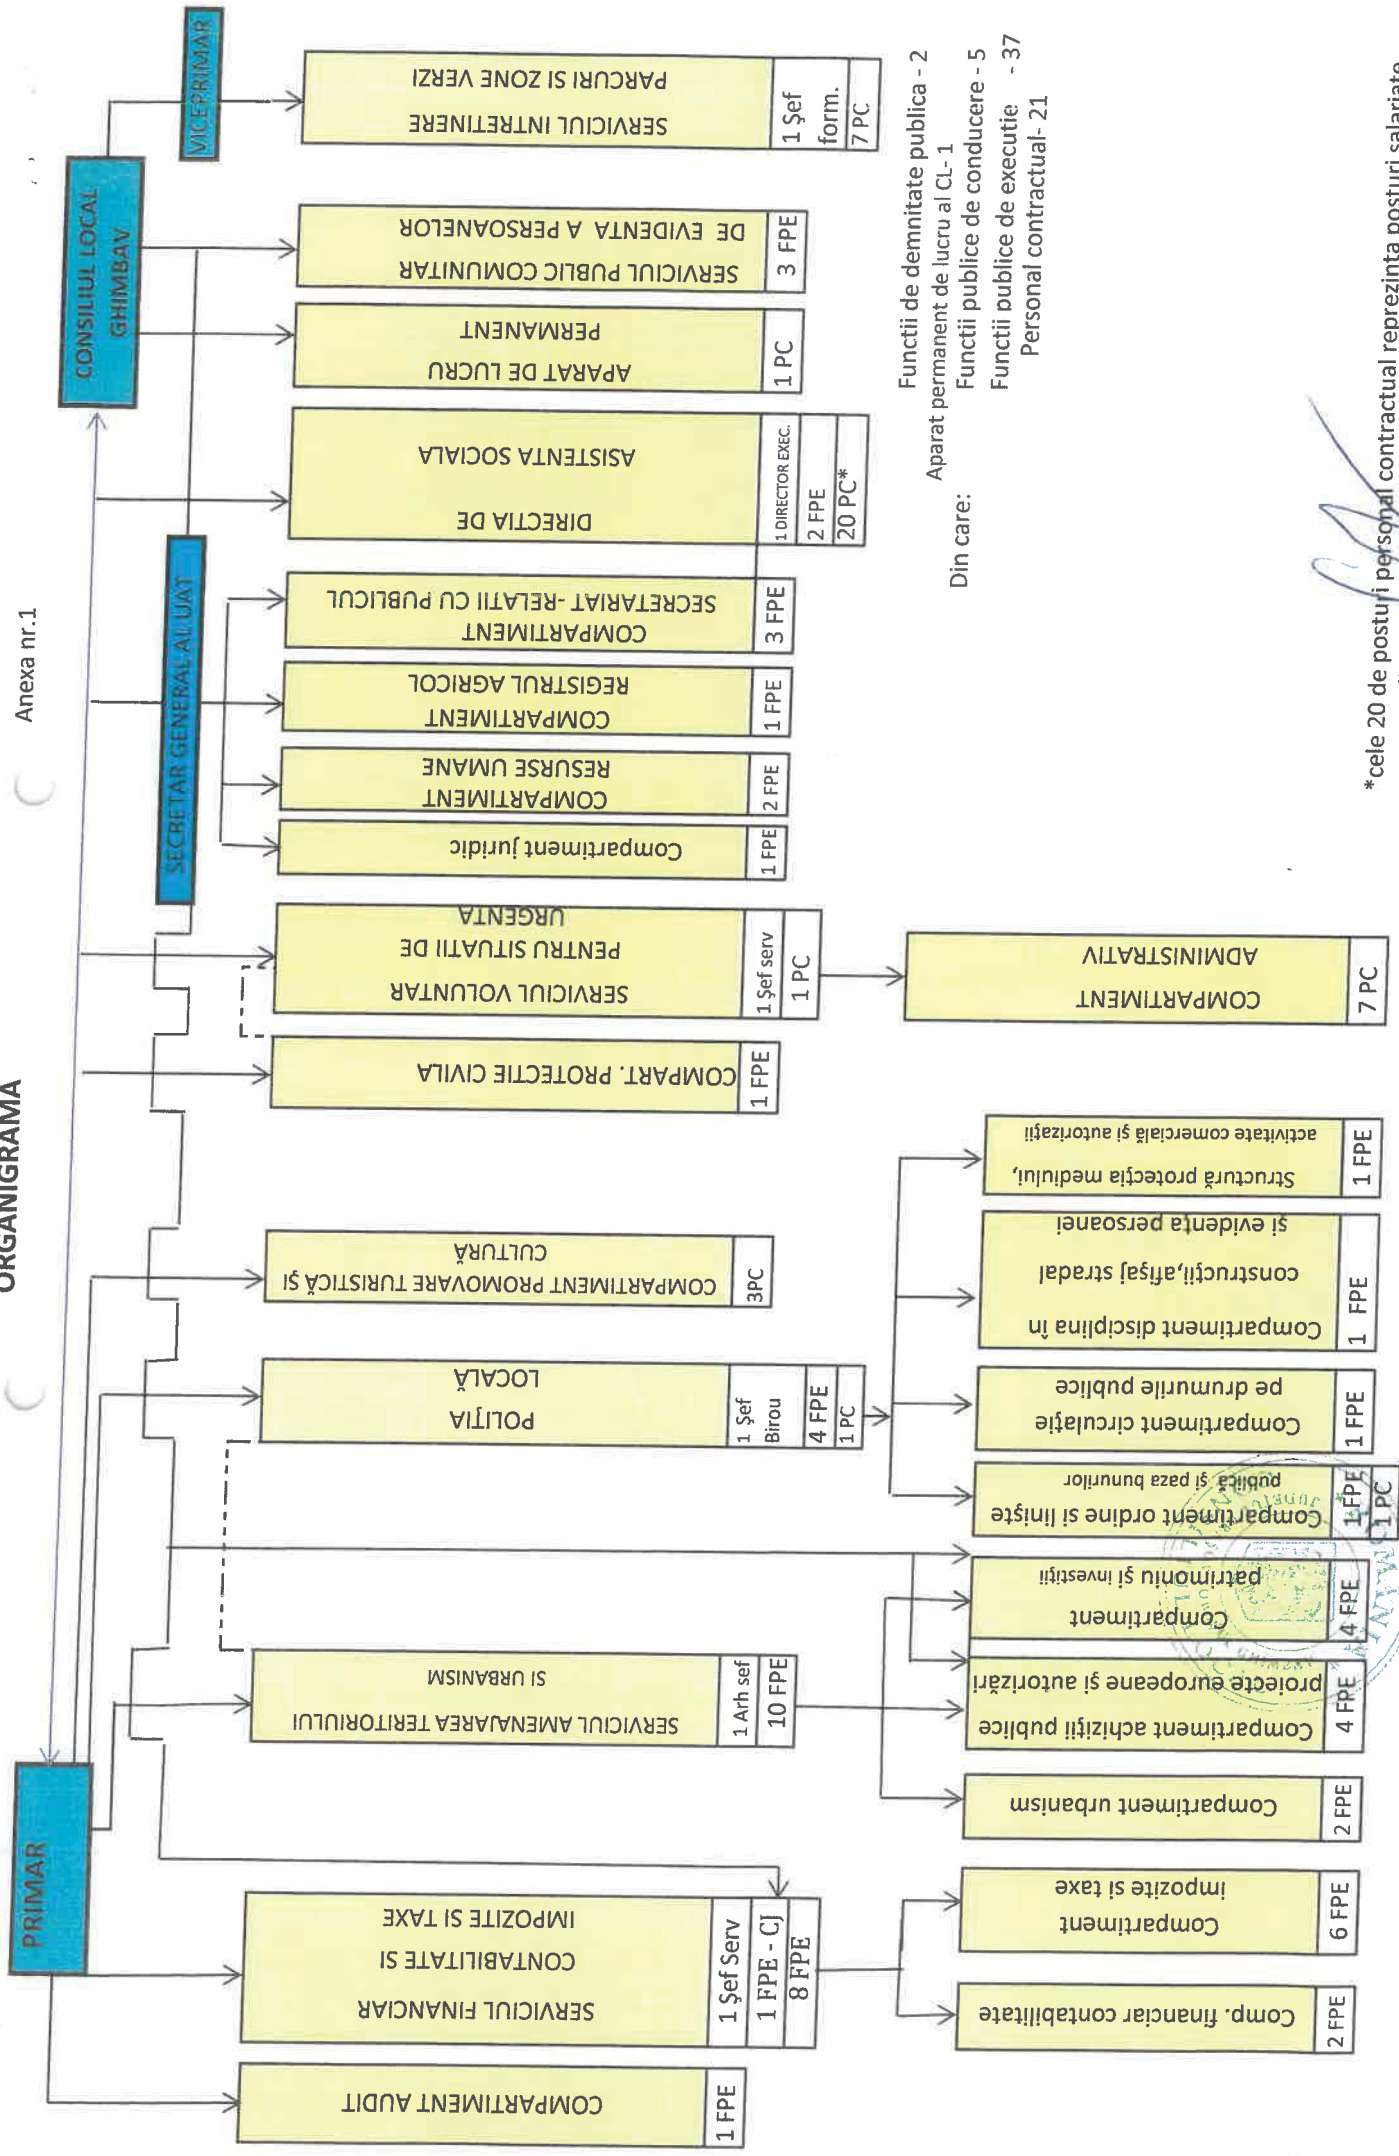 Anexa nr.1
ORGANIGRAMA
PRIMAR
CONSILIUL LOCAL
GHIMBAV
VICEPRIMAR
SECRETAR GENERAL AL UAT
COMPARTIMENT AUDIT
1 FPE
SERVICIUL FINANCIAR
CONTABILITATE SI
IMPOZITE SI TAXE
1 Şef Serv
1 FPE - CJ
8 FPE
SERVICIUL AMENAJAREA TERITORIULUI
SI URBANISM
1 Arh sef
10 FPE
POLIŢIA
LOCALĂ
1 Şef
Birou
4 FPE
1 PC
COMPARTIMENT PROMOVARE TURISTICĂ ŞI
CULTURĂ
3PC
COMPART. PROTECTIE CIVILA
1 FPE
SERVICIUL VOLUNTAR
PENTRU SITUATII DE
URGENTA
1 Şef serv
1 PC
Compartiment juridic
1 FPE
COMPARTIMENT
RESURSE UMANE
2 FPE
COMPARTIMENT
REGISTRUL AGRICOL
1 FPE
COMPARTIMENT
SECRETARIAT -RELATII CU PUBLICUL
3 FPE
DIRECTIA DE
ASISTENTA SOCIALA
1 DIRECTOR EXEC.
2 FPE
20 PC*
APARAT DE LUCRU
PERMANENT
1 PC
SERVICIUL PUBLIC COMUNITAR
DE EVIDENTA A PERSOANELOR
3 FPE
SERVICIUL INTRETINERE
PARCURI SI ZONE VERZI
1 Şef
form.
7 PC
Comp. financiar contabilitate
2 FPE
Compartiment
impozite si taxe
6 FPE
Compartiment urbanism
2 FPE
Compartiment achiziţii publice
proiecte europene şi autorizări
4 FPE
Compartiment
patrimoniu şi investiţii
4 FPE
Compartiment ordine si linişte
publică şi paza bunurilor
1 FPE
1 PC
Compartiment circulaţie
pe drumurile publice
1 FPE
Compartiment disciplina în
construcţii,afişaj stradal
şi evidenţa persoanei
1 FPE
Structură protecţia mediului,
activitate comercială şi autorizaţii
1 FPE
COMPARTIMENT
ADMINISTRATIV
7 PC
Functii de demnitate publica - 2
Aparat permanent de lucru al CL- 1
Din care: Functii publice de conducere - 5
Functii publice de executie - 37
Personal contractual- 21
*cele 20 de posturi personal contractual reprezinta posturi salariate